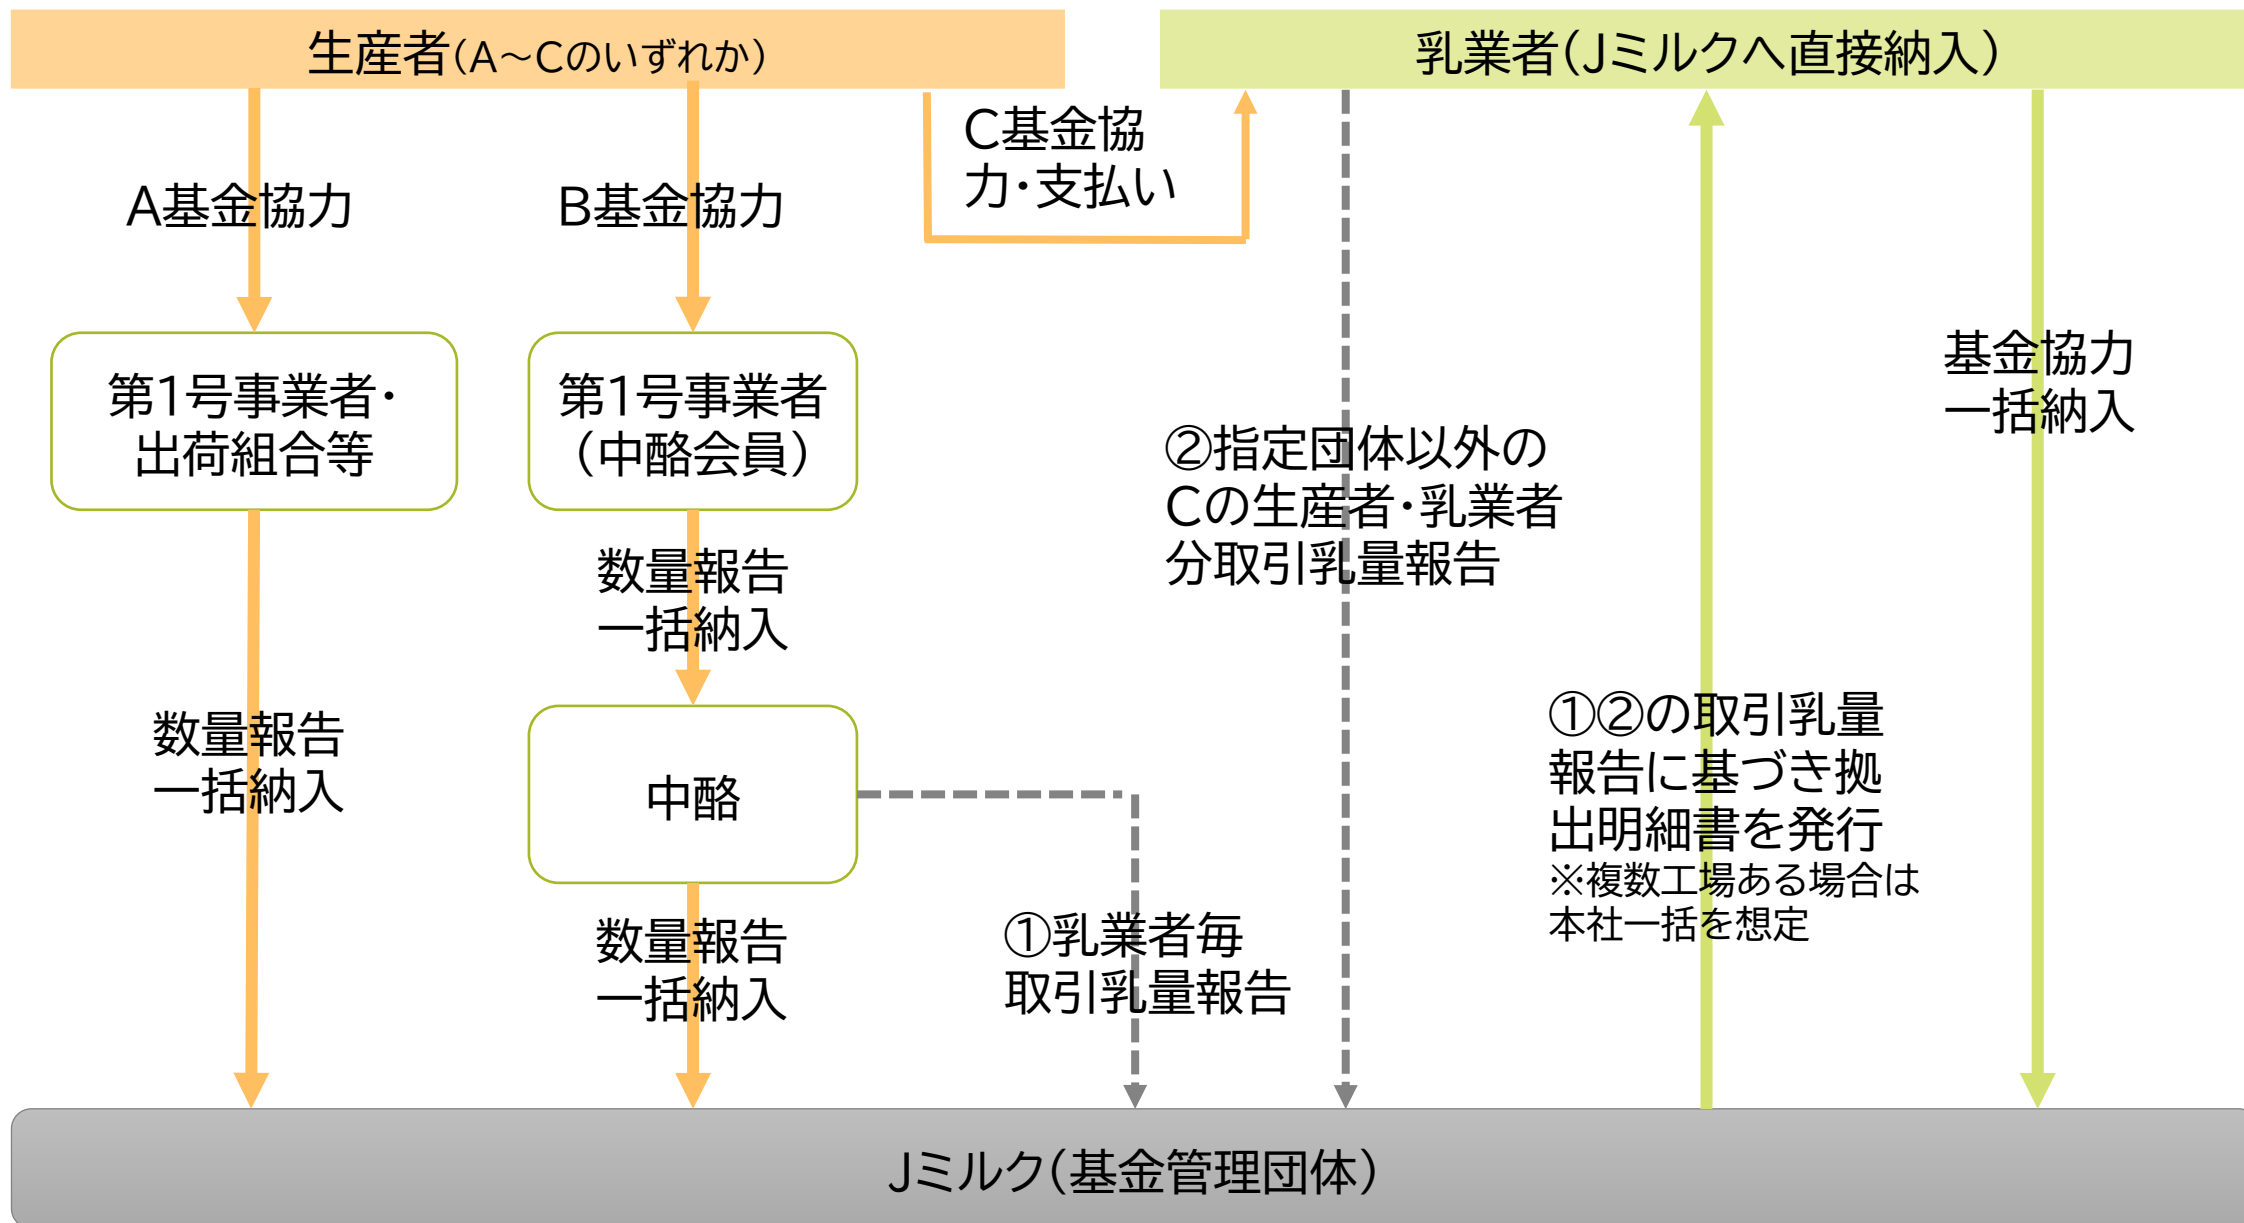 生産者(A～Cのいずれか)
乳業者(Jミルクへ直接納入)
A基金協力
B基金協力
C基金協
力・支払い
第1号事業者・
出荷組合等
第1号事業者
(中酪会員)
数量報告
一括納入
数量報告
一括納入
中酪
数量報告
一括納入
①乳業者毎
取引乳量報告
②指定団体以外の
Cの生産者・乳業者
分取引乳量報告
①②の取引乳量
報告に基づき拠
出明細書を発行
※複数工場ある場合は
本社一括を想定
基金協力
一括納入
Jミルク(基金管理団体)